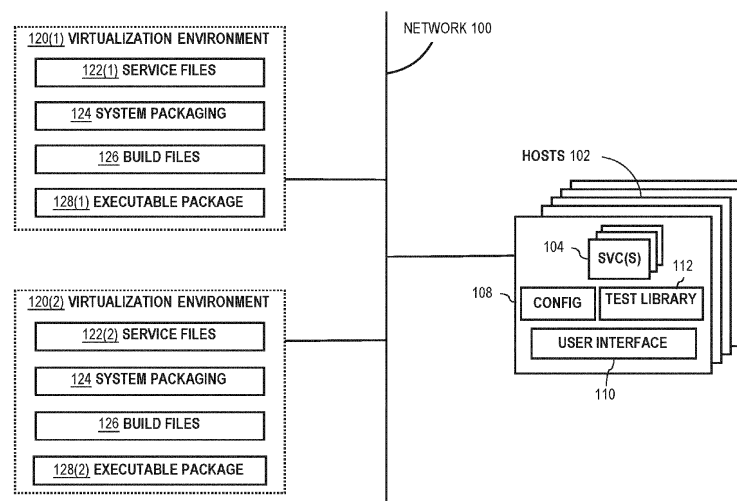 120(1) VIRTUALIZATION ENVIRONMENT
122(1) SERVICE FILES
124 SYSTEM PACKAGING
126 BUILD FILES
128(1) EXECUTABLE PACKAGE
NETWORK 100
HOSTS 102
104
SVC(S)
112
108
CONFIG
TEST LIBRARY
USER INTERFACE
110
120(2) VIRTUALIZATION ENVIRONMENT
122(2) SERVICE FILES
124 SYSTEM PACKAGING
126 BUILD FILES
128(2) EXECUTABLE PACKAGE